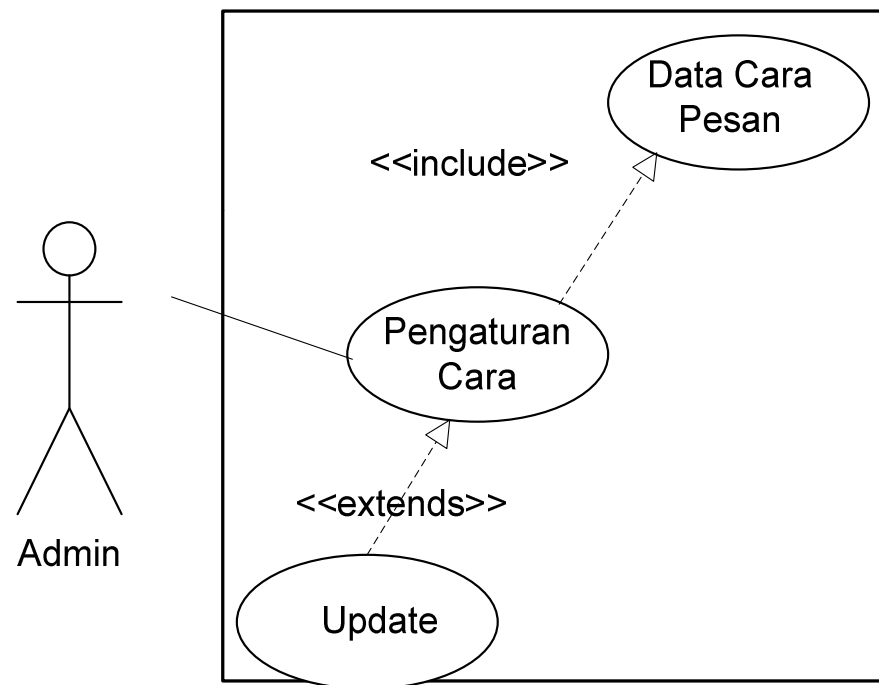 Data Cara
Pesan
<<include>>
Pengaturan
Cara
<<extends>>
Admin
Update